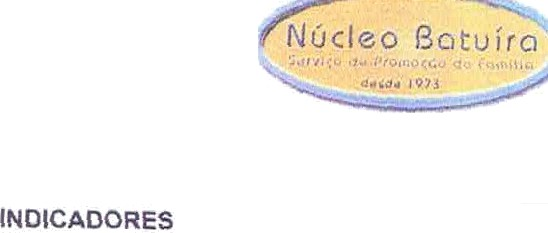 Núcleo Batuíra
Serviço de Promoção da Família
desde 1973
INDICADORES